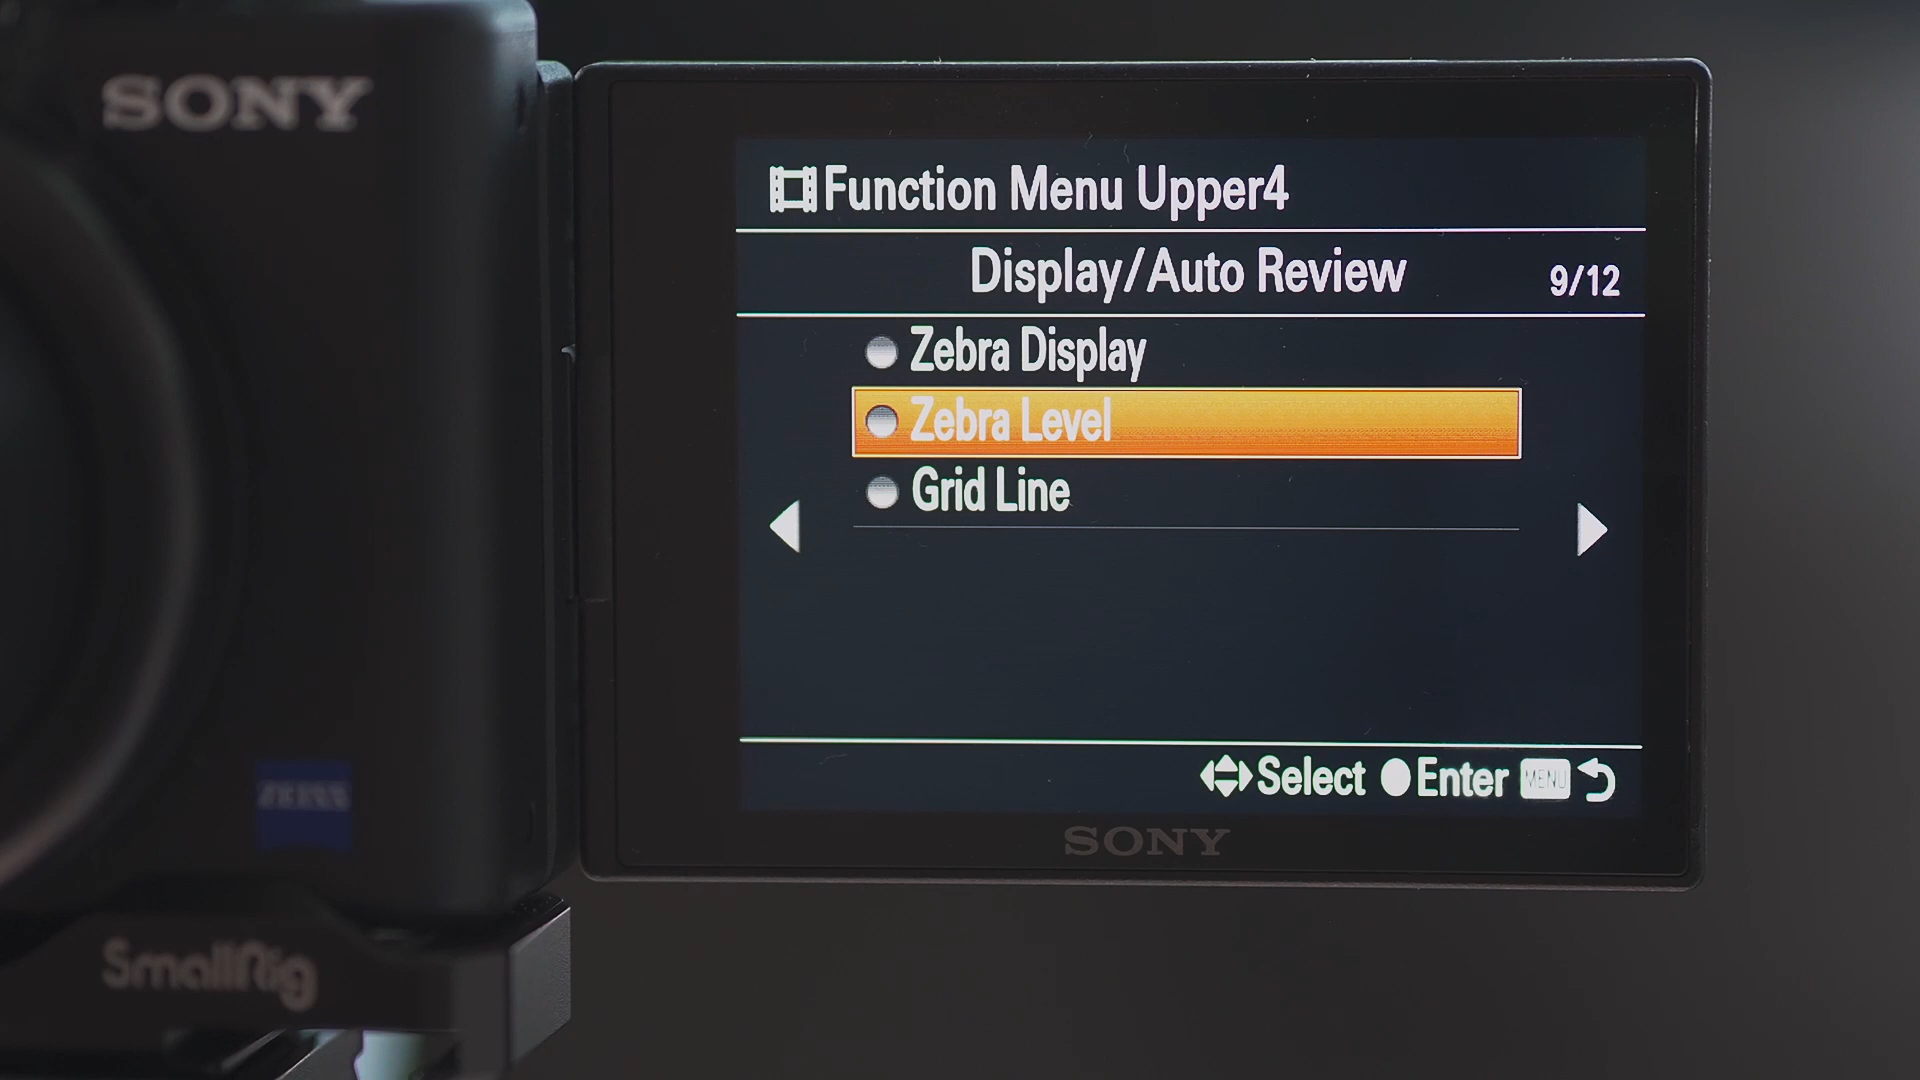 SONY
Function Menu Upper4
Display/Auto Review 9/12
Zebra Display
Zebra Level
Grid Line
Select Enter MENU
SONY
ZEISS
SmallRig